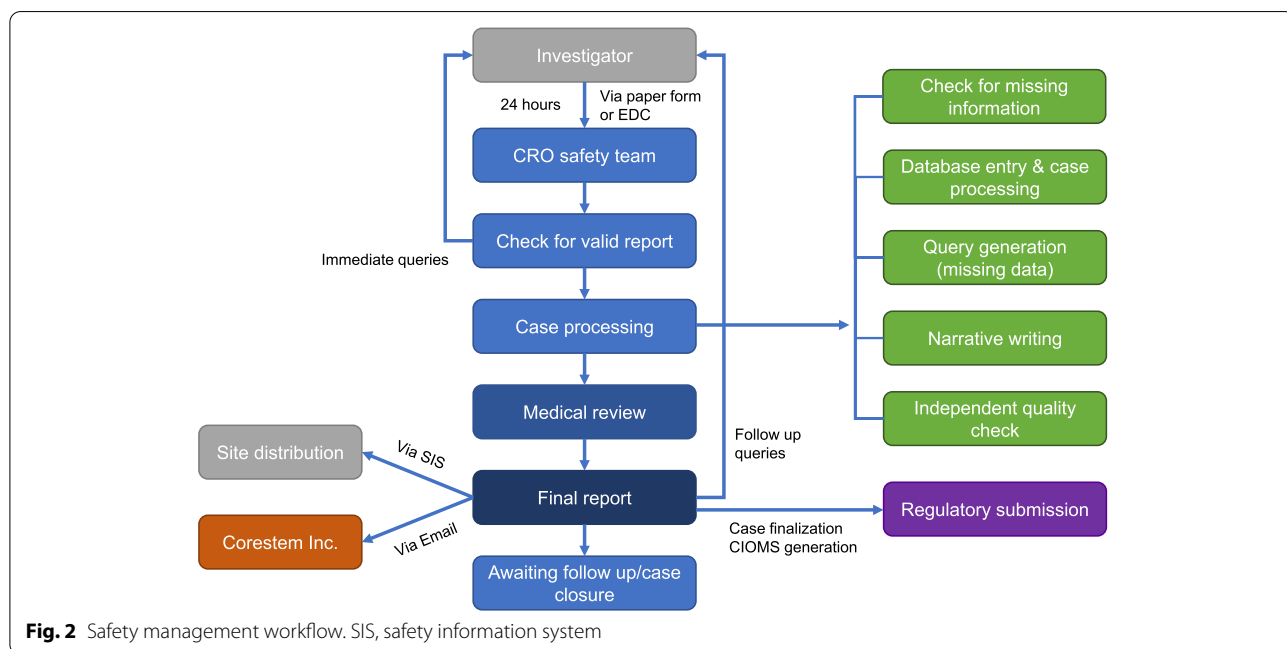 Investigator
24 hours
Via paper form
or EDC
CRO safety team
Check for valid report
Immediate queries
Case processing
Medical review
Follow up
queries
Final report
Case finalization
CIOMS generation
Awaiting follow up/case
closure
Site distribution
Via SIS
Corestem Inc.
Via Email
Check for missing
information
Database entry & case
processing
Query generation
(missing data)
Narrative writing
Independent quality
check
Regulatory submission
Fig. 2 Safety management workflow. SIS, safety information system